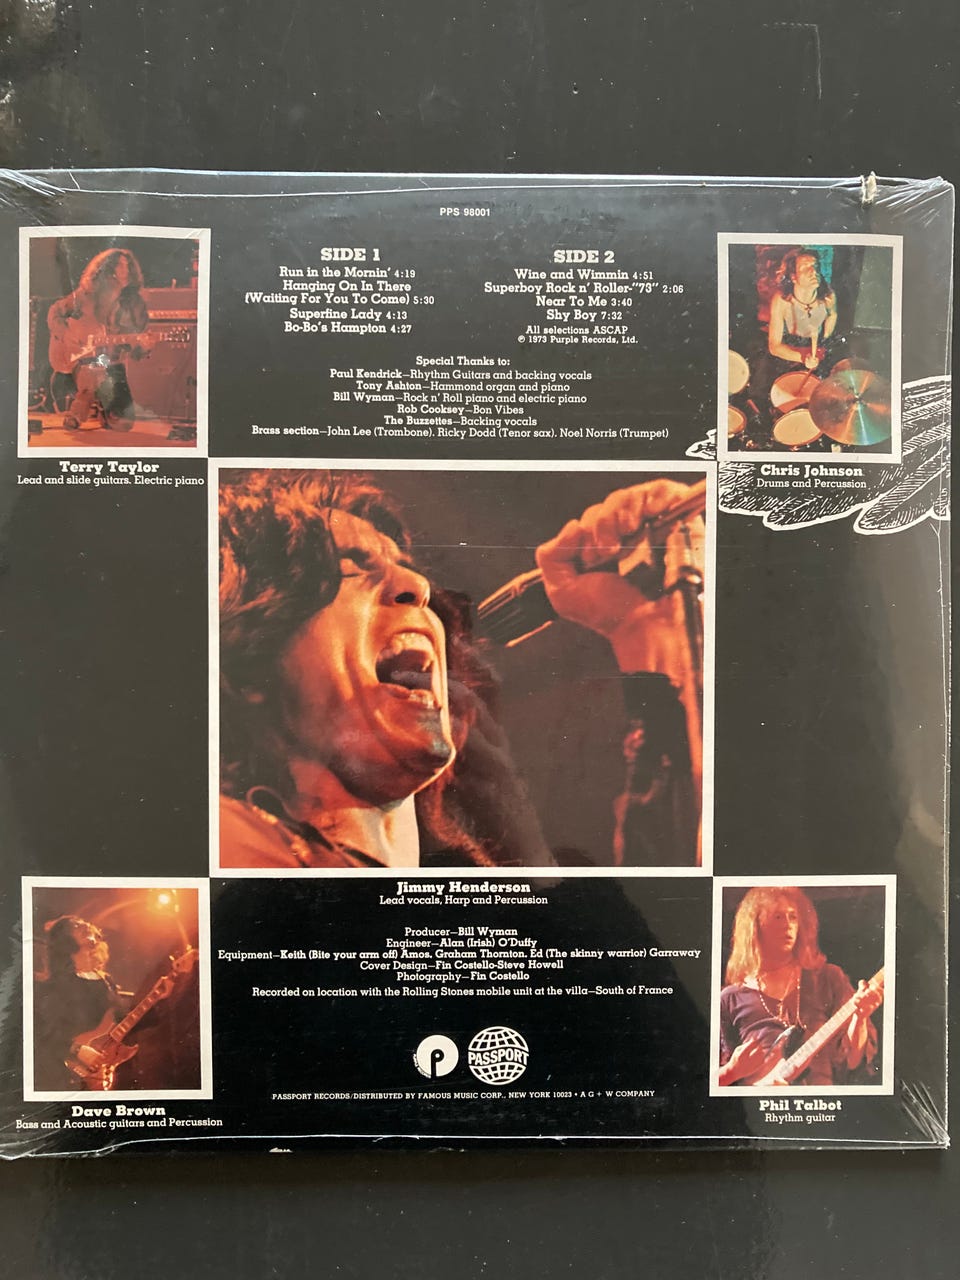 PPS 98001
SIDE 1
Run in the Mornin' 4:19
Hanging On In There
(Waiting For You To Come) 5:30
Superfine Lady 4:13
Bo-Bo's Hampton 4:27
SIDE 2
Wine and Wimmin 4:51
Superboy Rock n' Roller-"73" 2:06
Near To Me 3:40
Shy Boy 7:32
All selections ASCAP
℗ 1973 Purple Records, Ltd.
Special Thanks to:
Paul Kendrick—Rhythm Guitars and backing vocals
Tony Ashton—Hammond organ and piano
Bill Wyman—Rock n' Roll piano and electric piano
Rob Cooksey—Bon Vibes
The Buzzettes—Backing vocals
Brass section—John Lee (Trombone). Ricky Dodd (Tenor sax). Noel Norris (Trumpet)
Terry Taylor
Lead and slide guitars. Electric piano
Chris Johnson
Drums and Percussion
Jimmy Henderson
Lead vocals, Harp and Percussion
Producer—Bill Wyman
Engineer—Alan (Irish) O'Duffy
Equipment—Keith (Bite your arm off) Amos. Graham Thornton. Ed (The skinny warrior) Garraway
Cover Design—Fin Costello-Steve Howell
Photography—Fin Costello
Recorded on location with the Rolling Stones mobile unit at the villa—South of France
P
PASSPORT
PASSPORT RECORDS/DISTRIBUTED BY FAMOUS MUSIC CORP., NEW YORK 10023 • A G + W COMPANY
Dave Brown
Bass and Acoustic guitars and Percussion
Phil Talbot
Rhythm guitar